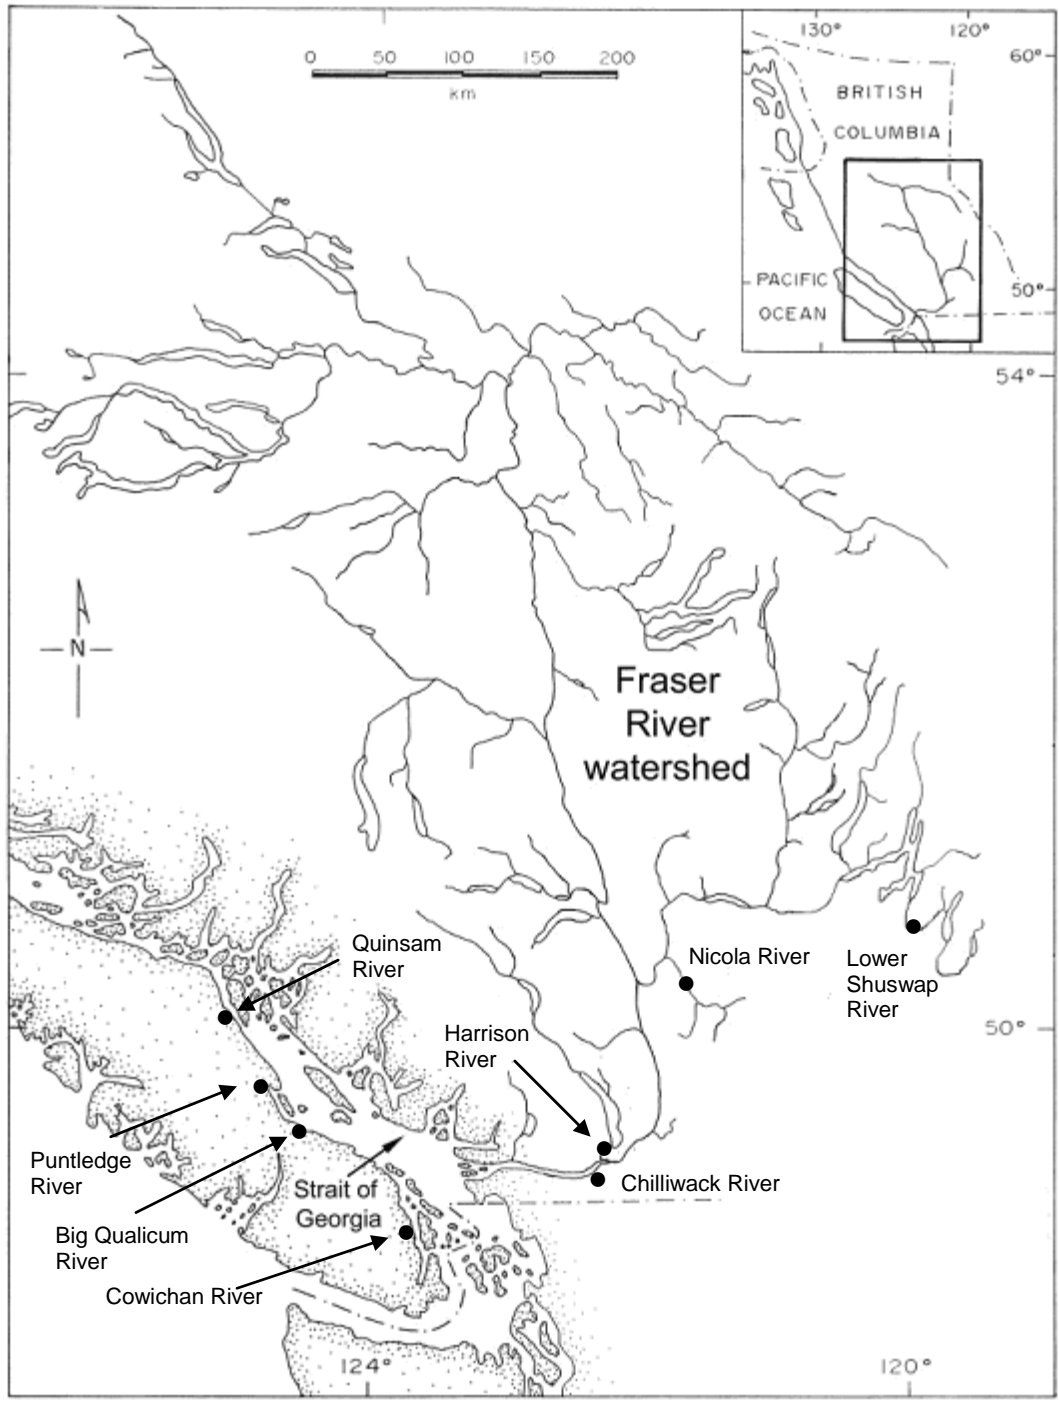 0 50 100 150 200
km
130° 120°
60°
BRITISH
COLUMBIA
PACIFIC
OCEAN
50°
54°
N
Fraser
River
watershed
Quinsam
River
Nicola River
Lower
Shuswap
River
Harrison
River
50°
Puntledge
River
Strait of
Georgia
Chilliwack River
Big Qualicum
River
Cowichan River
124° 120°